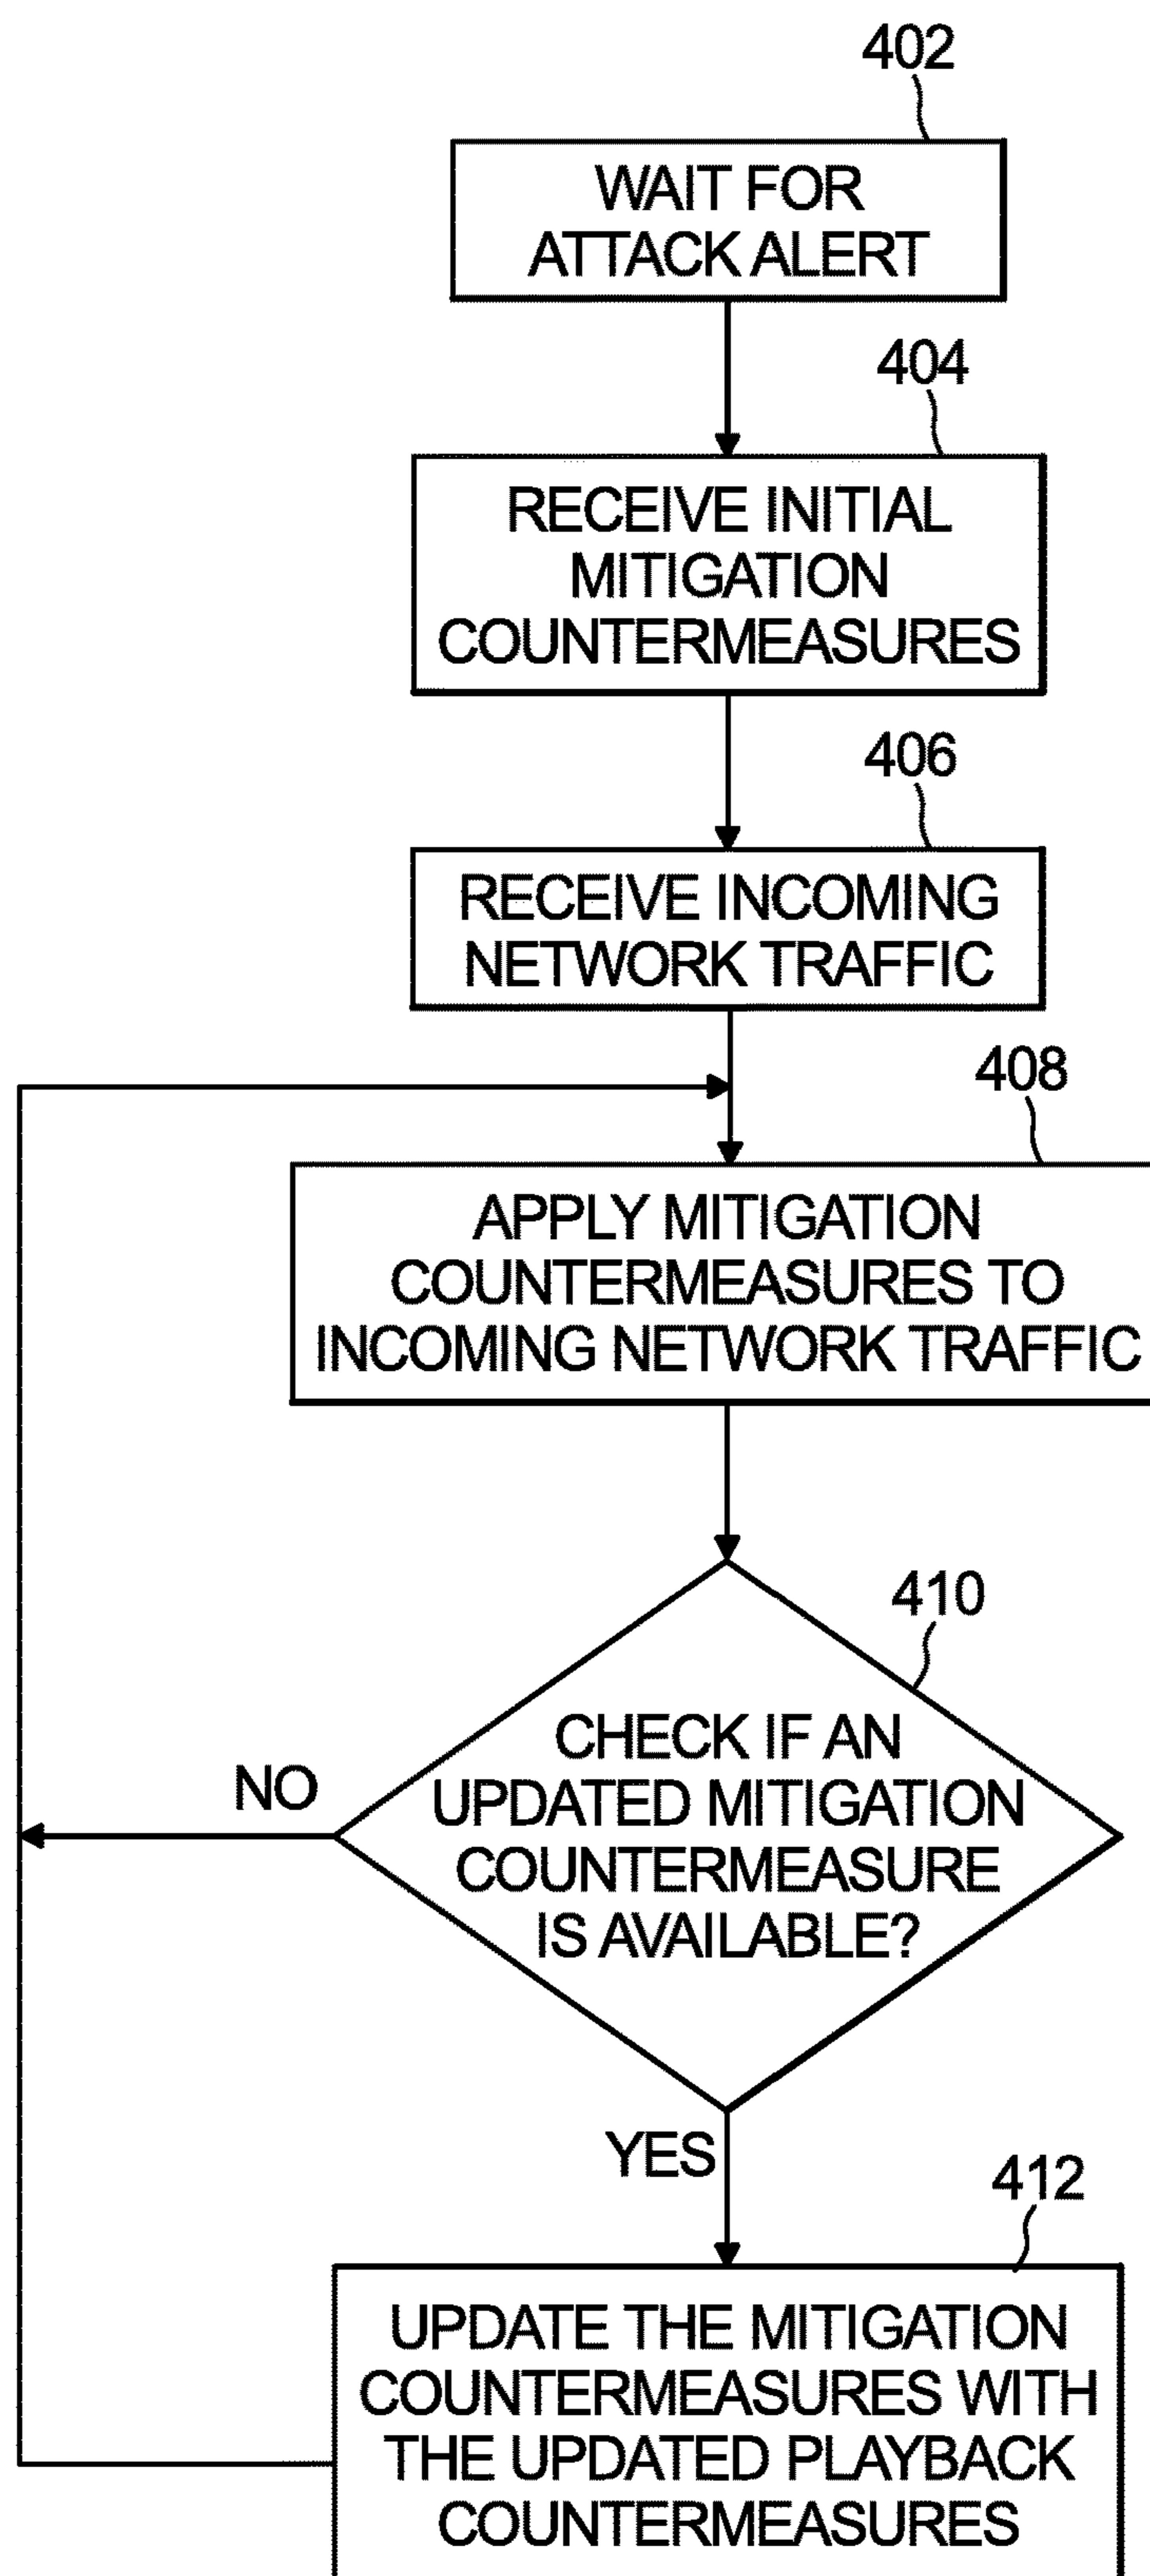 402
WAIT FOR
ATTACK ALERT
404
RECEIVE INITIAL
MITIGATION
COUNTERMEASURES
406
RECEIVE INCOMING
NETWORK TRAFFIC
408
APPLY MITIGATION
COUNTERMEASURES TO
INCOMING NETWORK TRAFFIC
410
CHECK IF AN
UPDATED MITIGATION
COUNTERMEASURE
IS AVAILABLE?
NO
YES
412
UPDATE THE MITIGATION
COUNTERMEASURES WITH
THE UPDATED PLAYBACK
COUNTERMEASURES